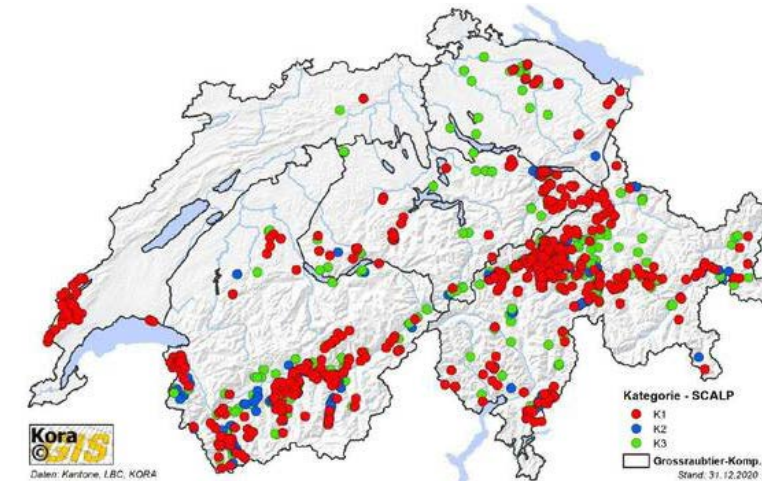 Kategorie - SCALP
K1
K2
K3
Grossraubtier-Komp.
Stand: 31.12.2020
Kora
© GIS
Daten: Kantone, LBC, KORA